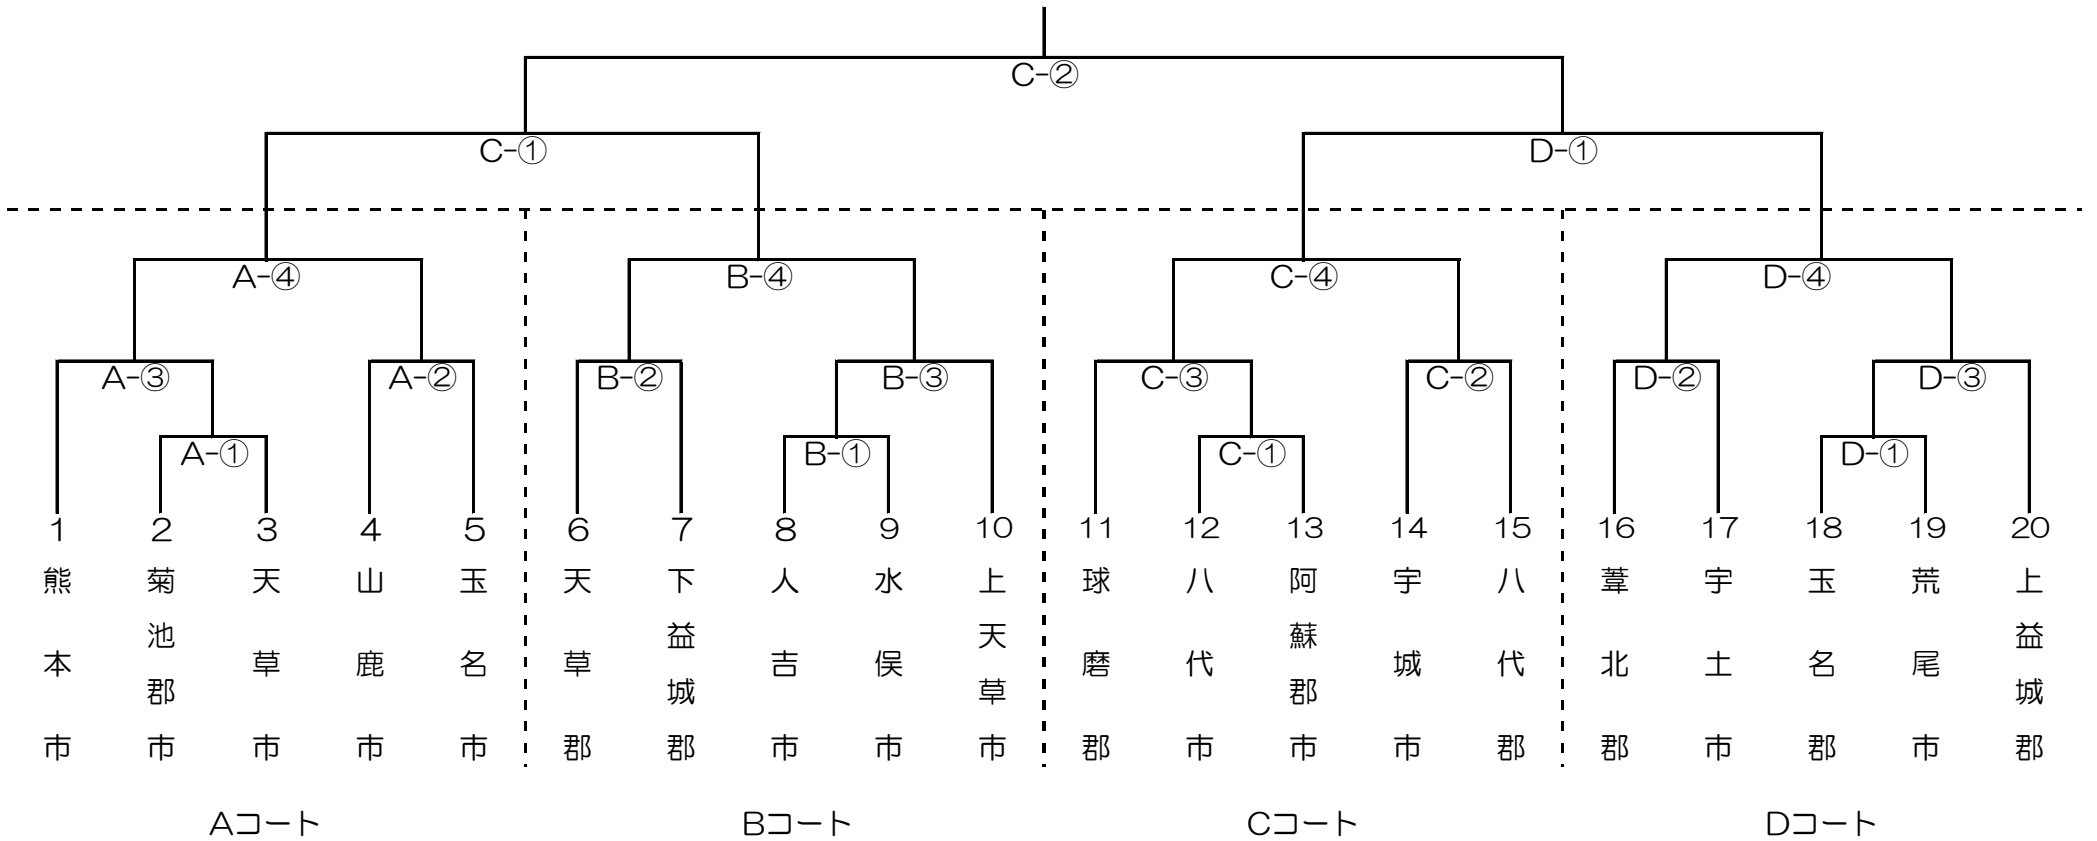 C-②
C-①
D-①
A-④
B-④
C-④
D-④
A-③
A-②
B-②
B-③
C-③
C-②
D-②
D-③
A-①
B-①
C-①
D-①
1
2
3
4
5
6
7
8
9
10
11
12
13
14
15
16
17
18
19
20
熊本市
菊池郡市
天草市
山鹿市
玉名市
天草郡
下益城郡
人吉市
水俣市
上天草市
球磨郡
八代市
阿蘇郡市
宇城市
八代郡
葦北郡
宇土市
玉名郡
荒尾市
上益城郡
Aコート
Bコート
Cコート
Dコート